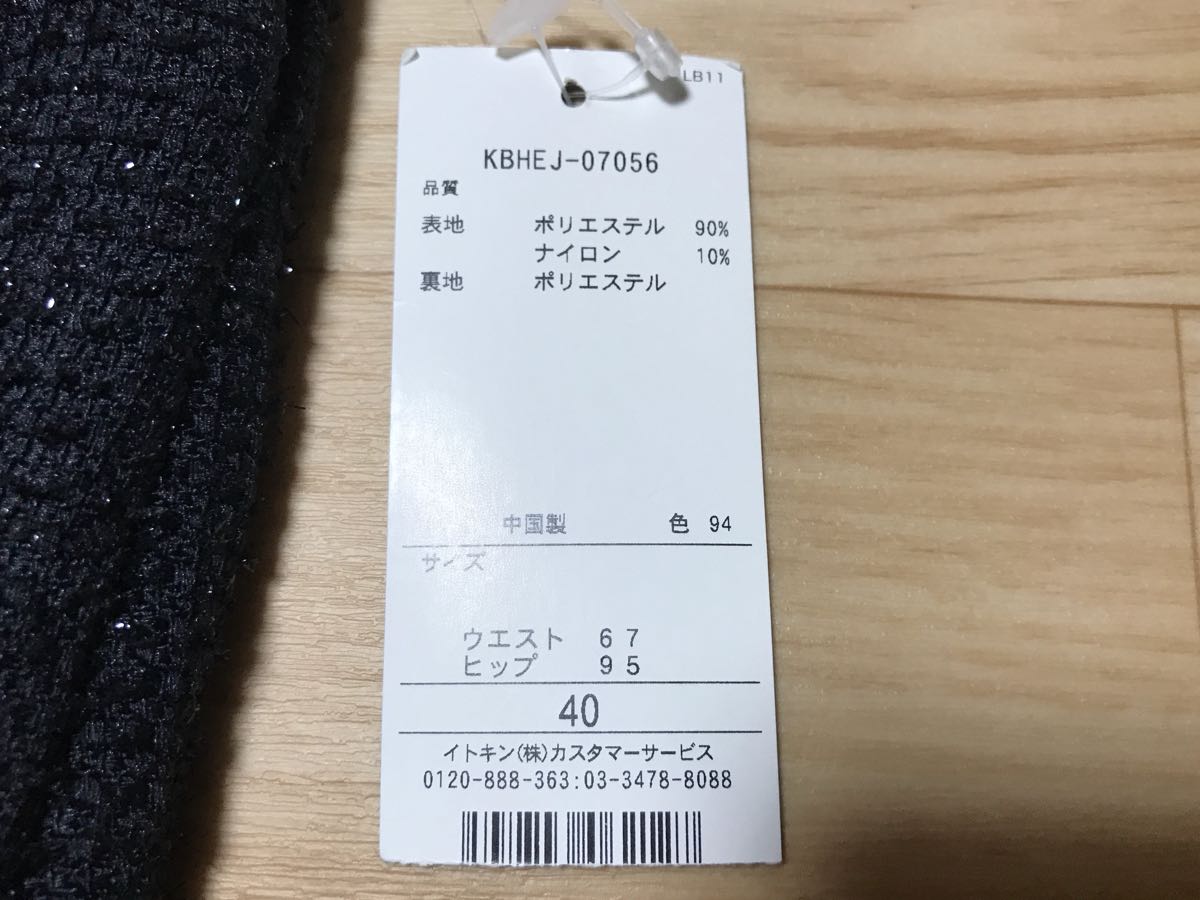 LB11
KBHEJ-07056
品質
表地 ポリエステル 90%
ナイロン 10%
裏地 ポリエステル
中国製 色 94
サイズ
ウエスト 67
ヒップ 95
40
イトキン(株)カスタマーサービス
0120-888-363:03-3478-8088